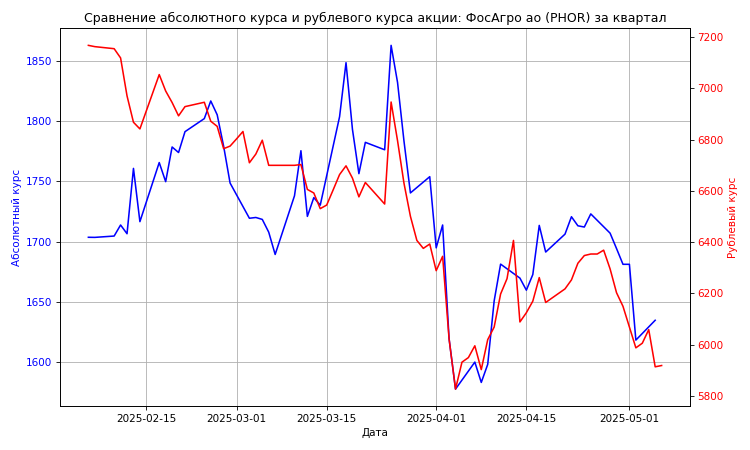 Сравнение абсолютного курса и рублевого курса акции: ФосАгро ао (PHOR) за квартал
1850
1800
1750
1700
1650
1600
Абсолютный курс
7200
7000
6800
6600
6400
6200
6000
5800
Рублевый курс
2025-02-15 2025-03-01 2025-03-15 2025-04-01 2025-04-15 2025-05-01
Дата